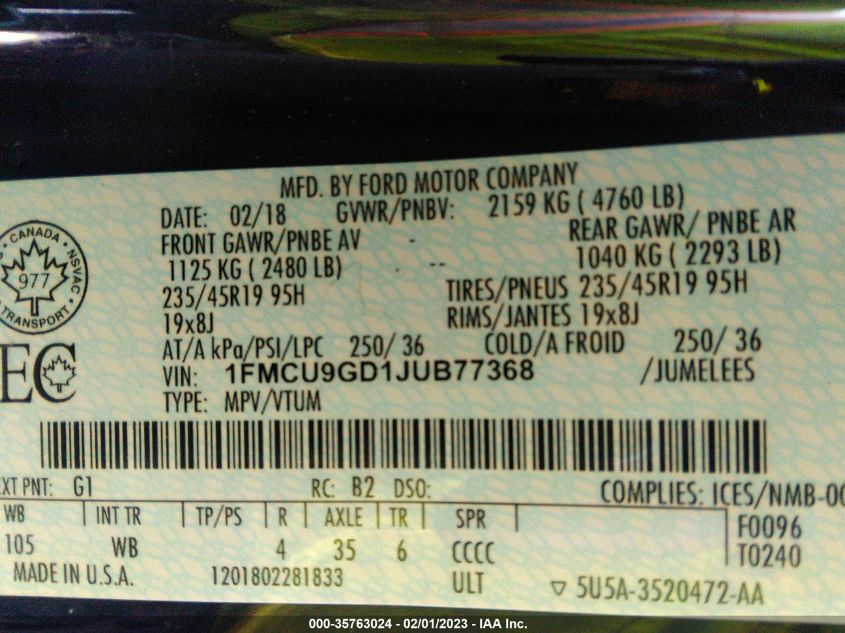 MFD. BY FORD MOTOR COMPANY
DATE: 02/18 GVWR/PNBV: 2159 KG ( 4760 LB)
FRONT GAWR/PNBE AV - REAR GAWR/ PNBE AR
1125 KG ( 2480 LB) -- 1040 KG ( 2293 LB)
235/45R19 95H TIRES/PNEUS 235/45R19 95H
19x8J RIMS/JANTES 19x8J
AT/A kPa/PSI/LPC 250/ 36 COLD/A FROID 250/ 36
VIN: 1FMCU9GD1JUB77368 /JUMELEES
TYPE: MPV/VTUM
CANADA
NSVAC
977
TRANSPORT
EC
EXT PNT: G1 RC: B2 DSO:
COMPLIES: ICES/NMB-00
WB INT TR TP/PS R AXLE TR SPR F0096
105 WB 4 35 6 CCCC T0240
MADE IN U.S.A. 1201802281833 ULT ▽ 5U5A-3520472-AA
000-35763024 - 02/01/2023 - IAA Inc.